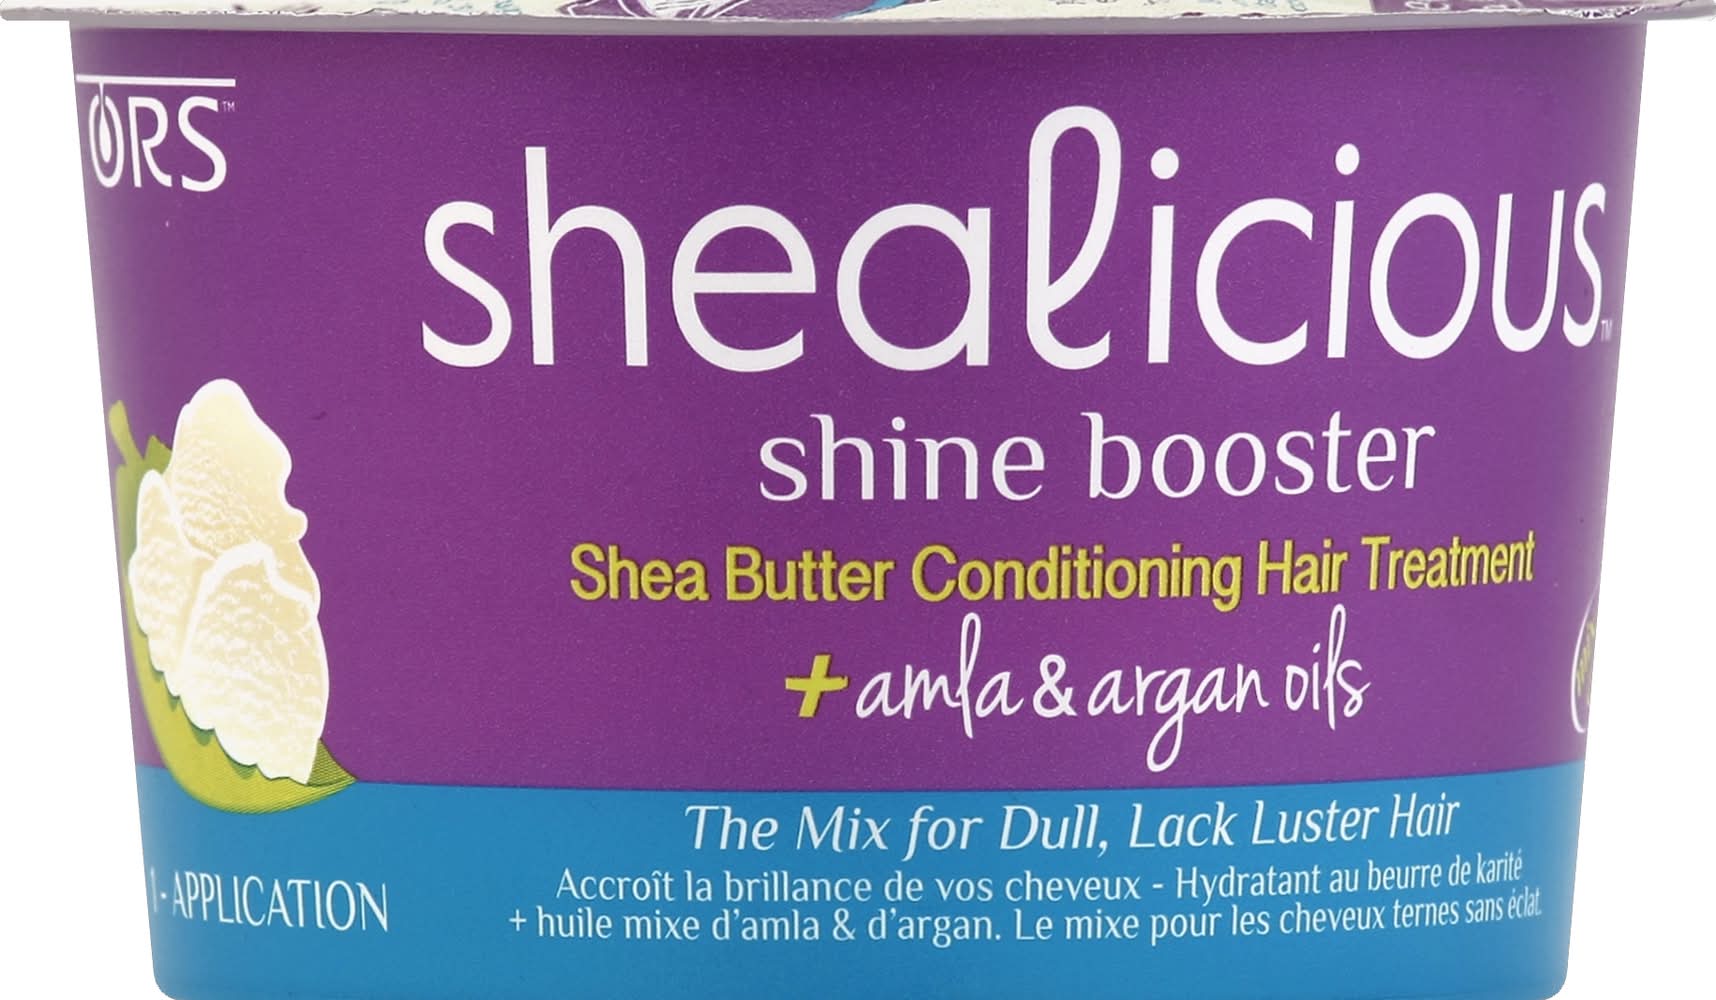 ORS™
shealicious™
shine booster
Shea Butter Conditioning Hair Treatment
+ amla & argan oils
The Mix for Dull, Lack Luster Hair
Accroît la brillance de vos cheveux - Hydratant au beurre de karité
+ huile mixe d'amla & d'argan. Le mixe pour les cheveux ternes sans éclat.
1 - APPLICATION